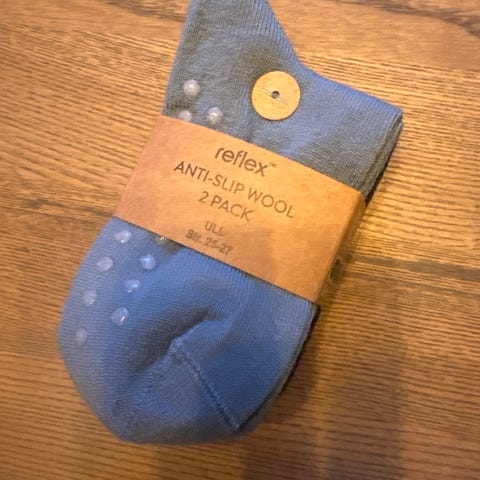 reflex™
ANTI-SLIP WOOL
2 PACK
ULL
Str. 25-27